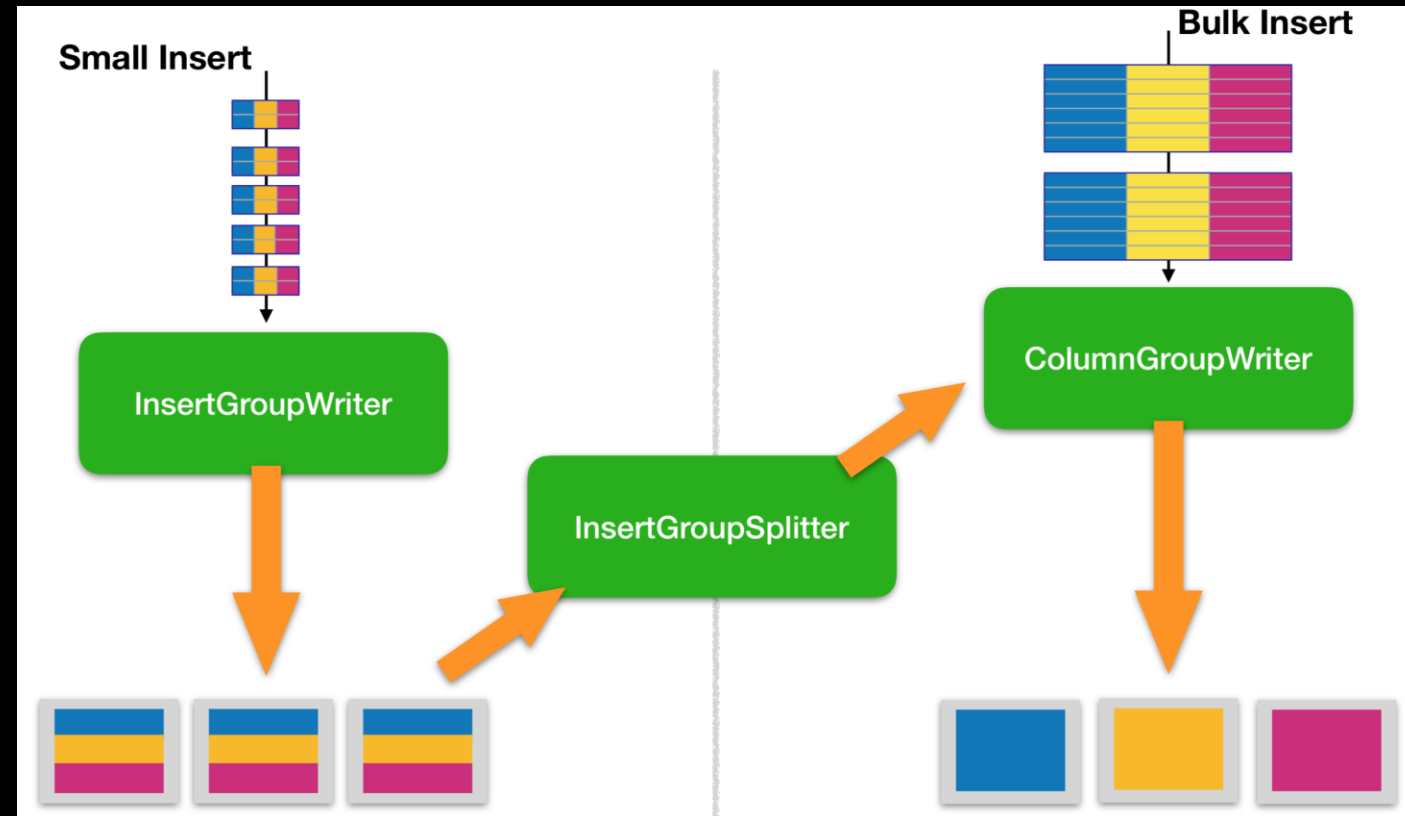 Small Insert
Bulk Insert
InsertGroupWriter
ColumnGroupWriter
InsertGroupSplitter